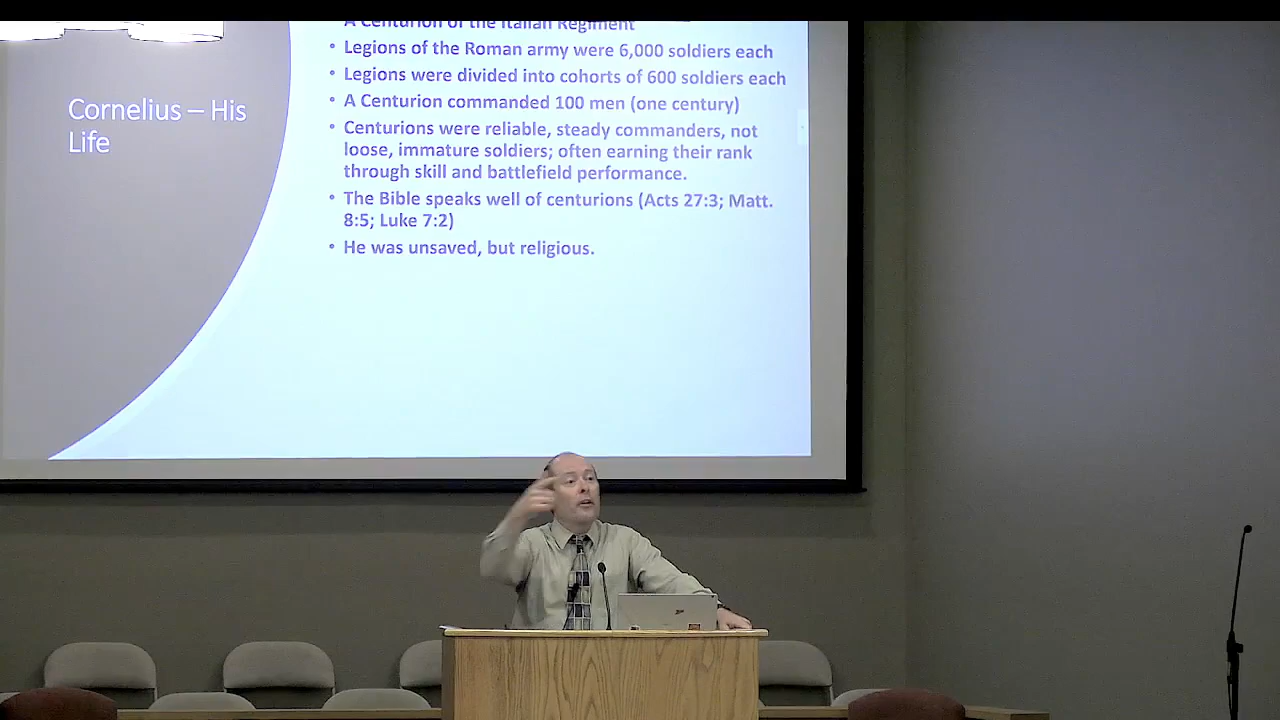 A Centurion of the Italian Regiment
• Legions of the Roman army were 6,000 soldiers each
• Legions were divided into cohorts of 600 soldiers each
Cornelius – His
Life
• A Centurion commanded 100 men (one century)
• Centurions were reliable, steady commanders, not
loose, immature soldiers; often earning their rank
through skill and battlefield performance.
• The Bible speaks well of centurions (Acts 27:3; Matt.
8:5; Luke 7:2)
• He was unsaved, but religious.